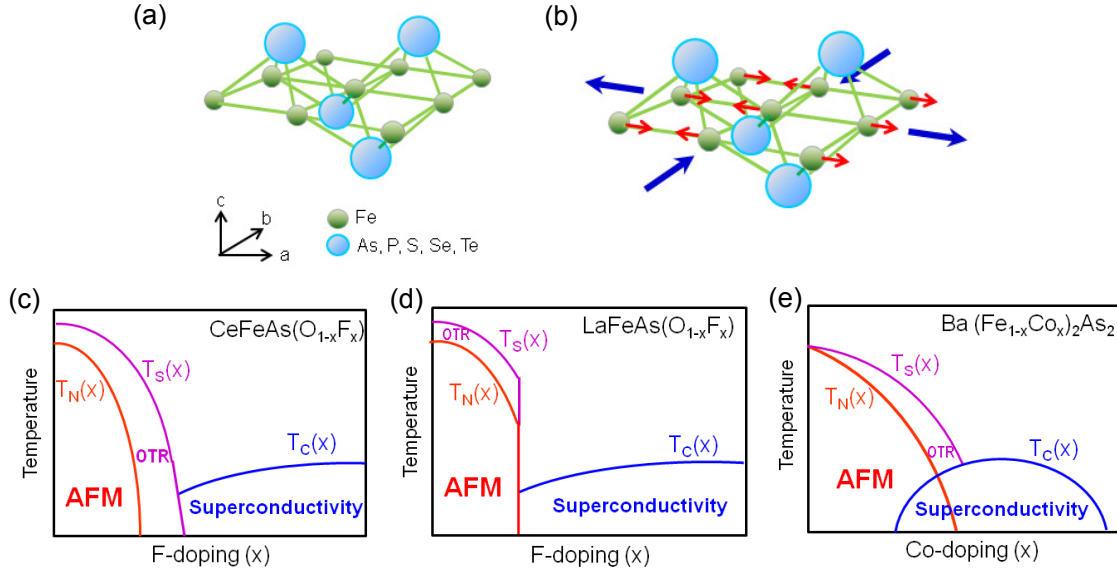 (a)
(b)
c
b
a
Fe
As, P, S, Se, Te
(c)
CeFeAs(O1-xFx)
TS(x)
TN(x)
OTR
TC(x)
AFM
Superconductivity
Temperature
F-doping (x)
(d)
LaFeAs(O1-xFx)
OTR
TS(x)
TN(x)
TC(x)
AFM
Superconductivity
Temperature
F-doping (x)
(e)
Ba (Fe1-xCox)2As2
TS(x)
TN(x)
OTR
TC(x)
AFM
Superconductivity
Temperature
Co-doping (x)